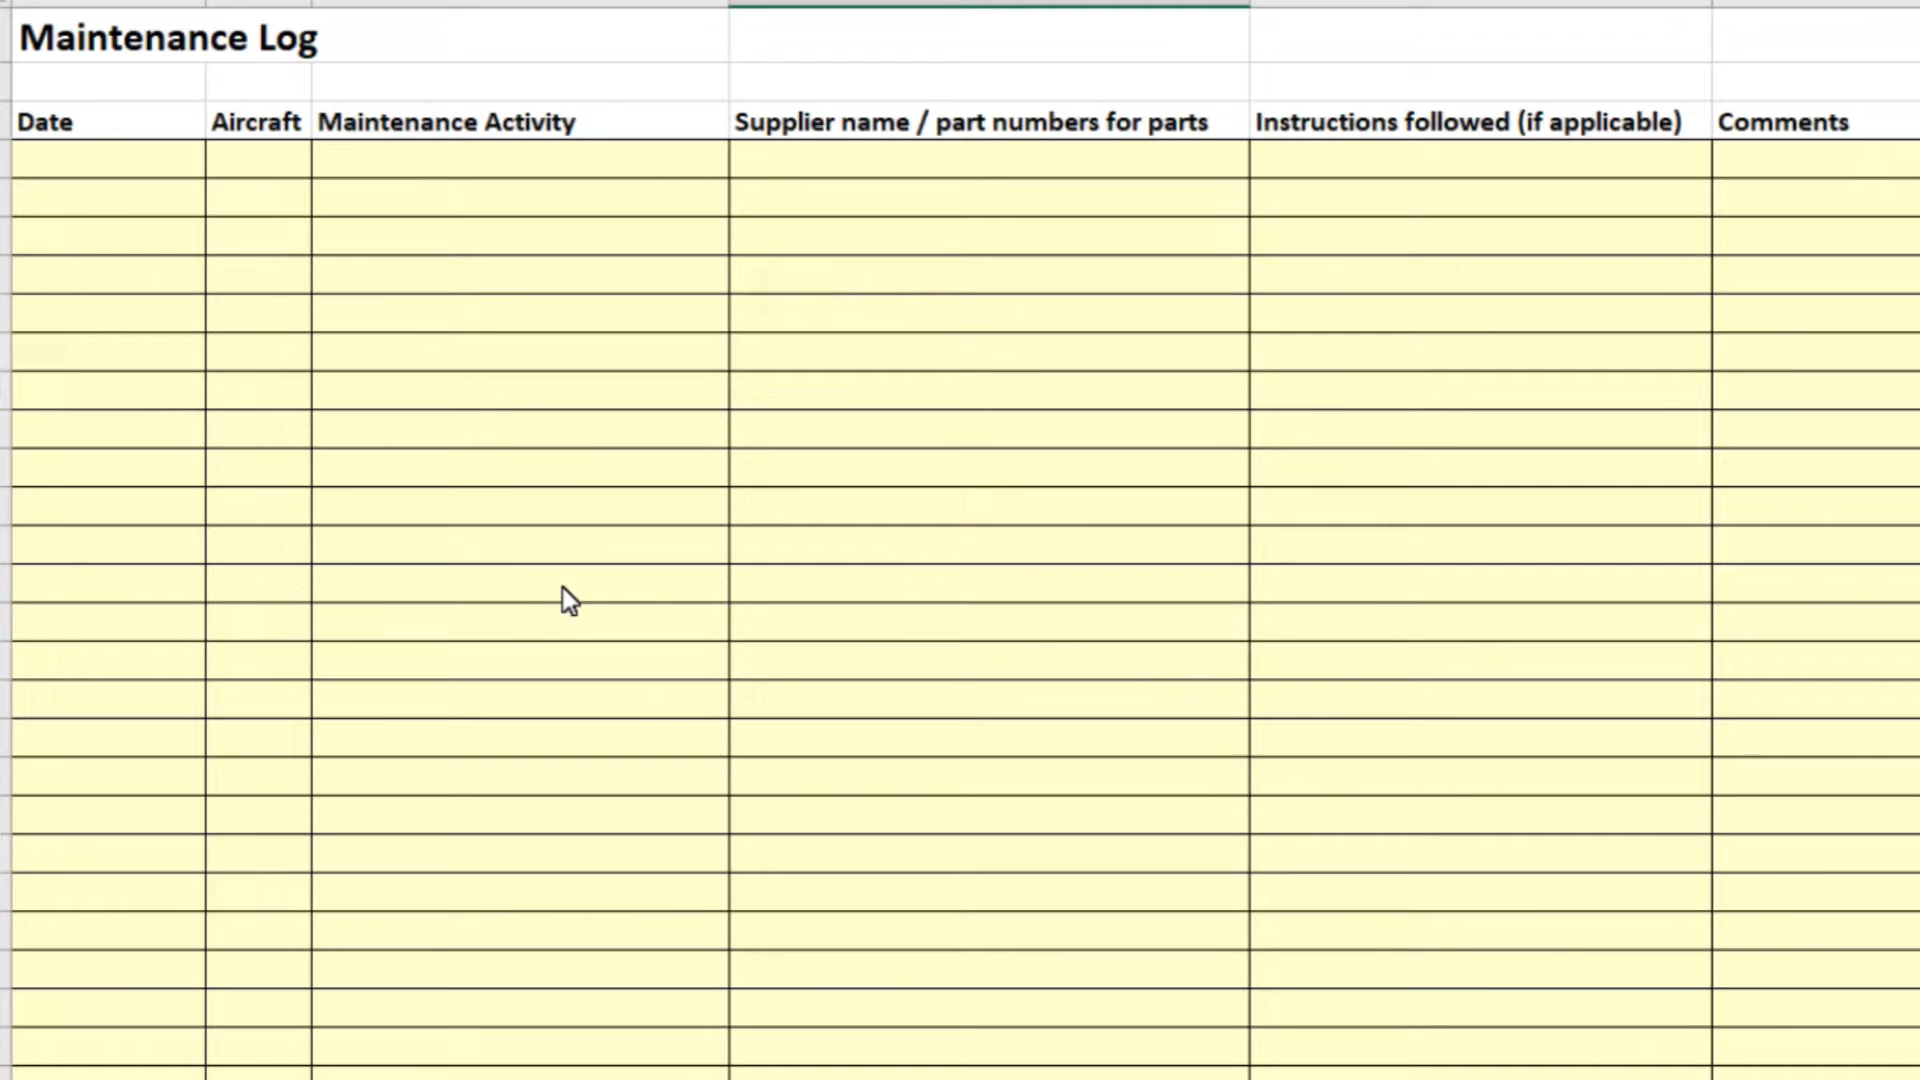 Maintenance Log
Date Aircraft Maintenance Activity Supplier name / part numbers for parts Instructions followed (if applicable) Comments